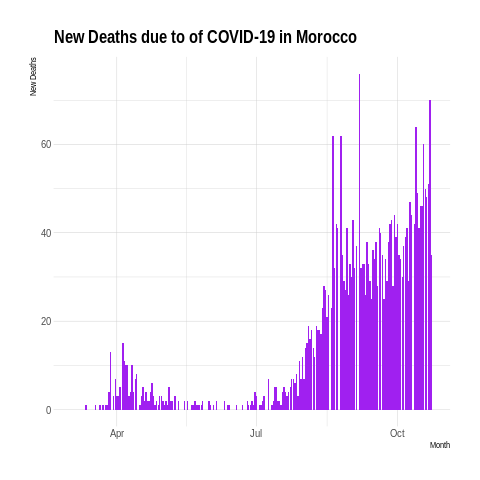 New Deaths due to of COVID-19 in Morocco
New Deaths
60
40
20
0
Apr
Jul
Oct
Month